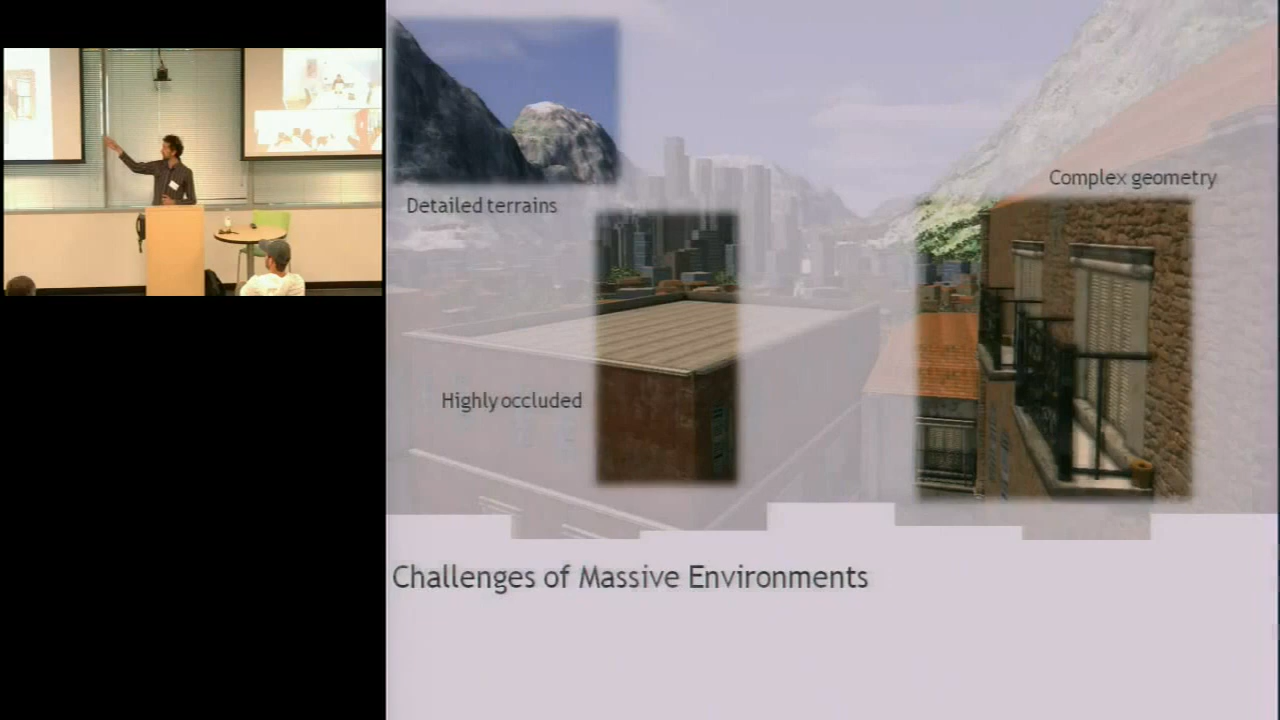 Complex geometry
Detailed terrains
Highly occluded
Challenges of Massive Environments